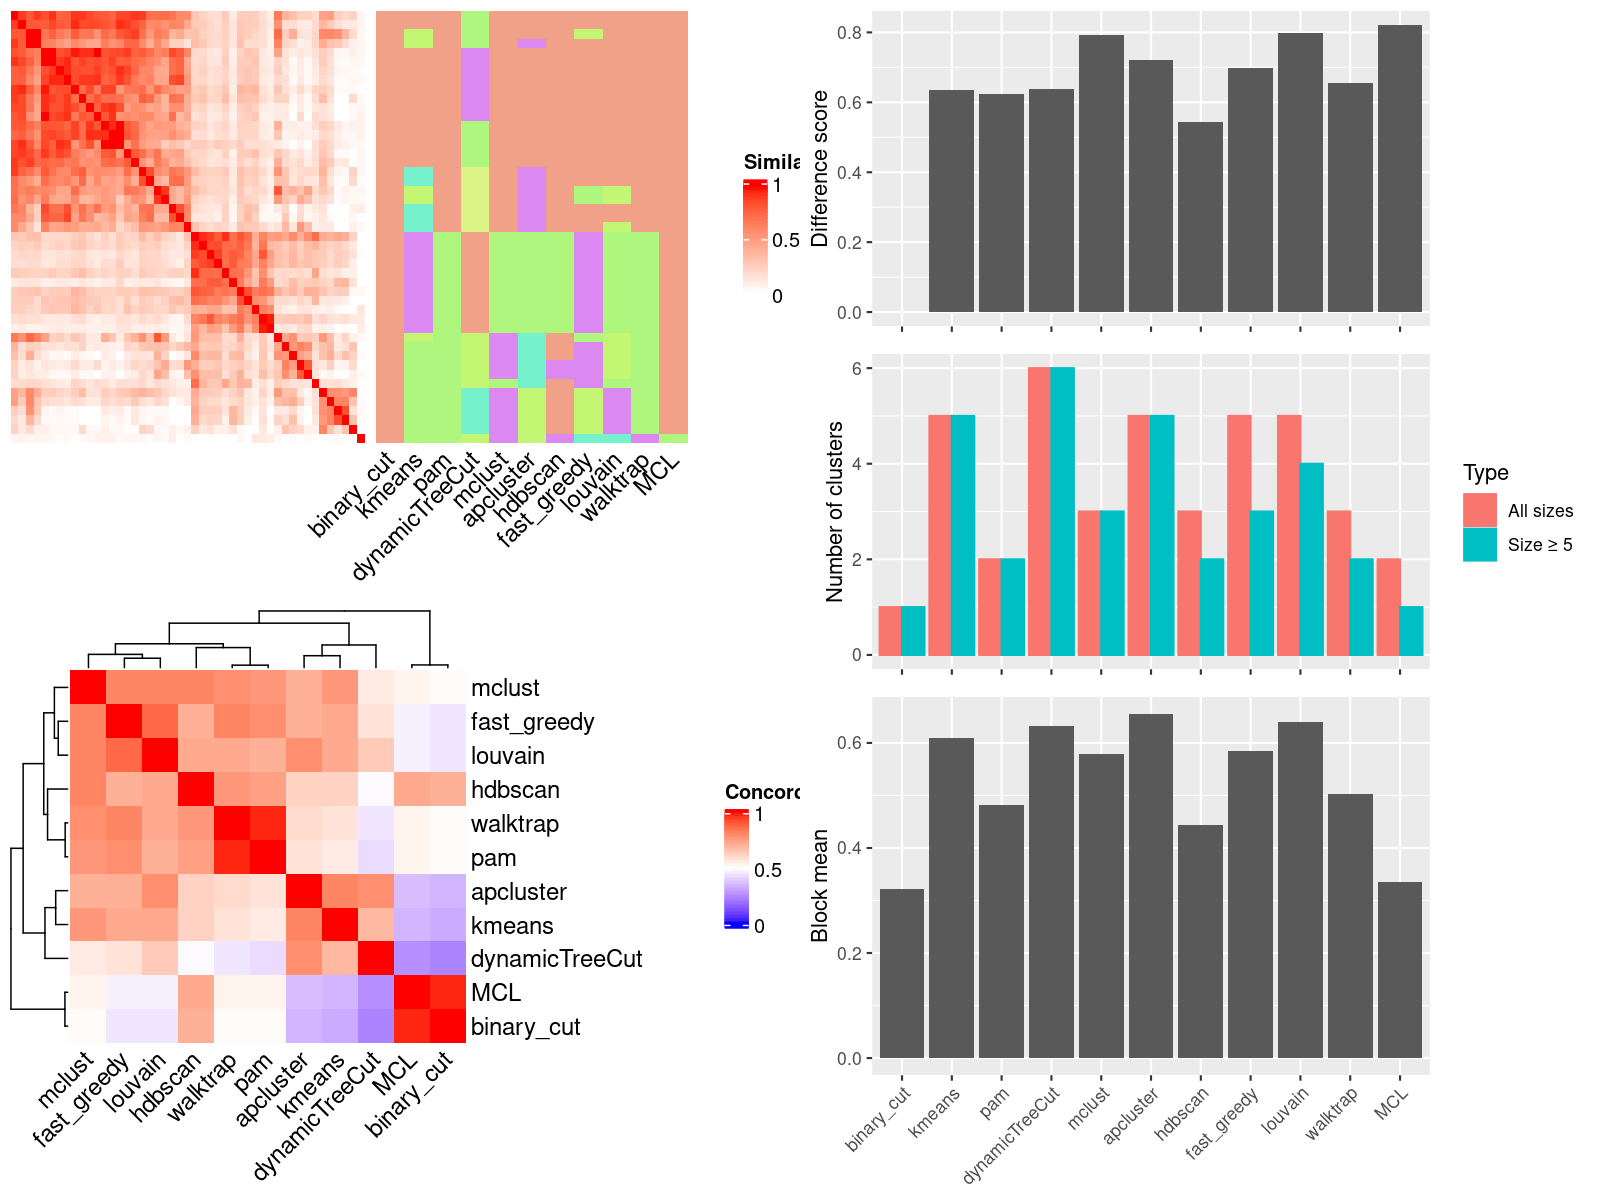 Simila
1
0.5
0
binary_cut
kmeans
pam
dynamicTreeCut
mclust
apcluster
hdbscan
fast_greedy
louvain
walktrap
MCL
mclust
fast_greedy
louvain
hdbscan
walktrap
pam
apcluster
kmeans
dynamicTreeCut
MCL
binary_cut
mclust
fast_greedy
louvain
hdbscan
walktrap
pam
apcluster
kmeans
dynamicTreeCut
MCL
binary_cut
Concord
1
0.5
0
Difference score
0.8
0.6
0.4
0.2
0.0
Number of clusters
6
4
2
0
Type
All sizes
Size ≥ 5
Block mean
0.6
0.4
0.2
0.0
binary_cut
kmeans
pam
dynamicTreeCut
mclust
apcluster
hdbscan
fast_greedy
louvain
walktrap
MCL